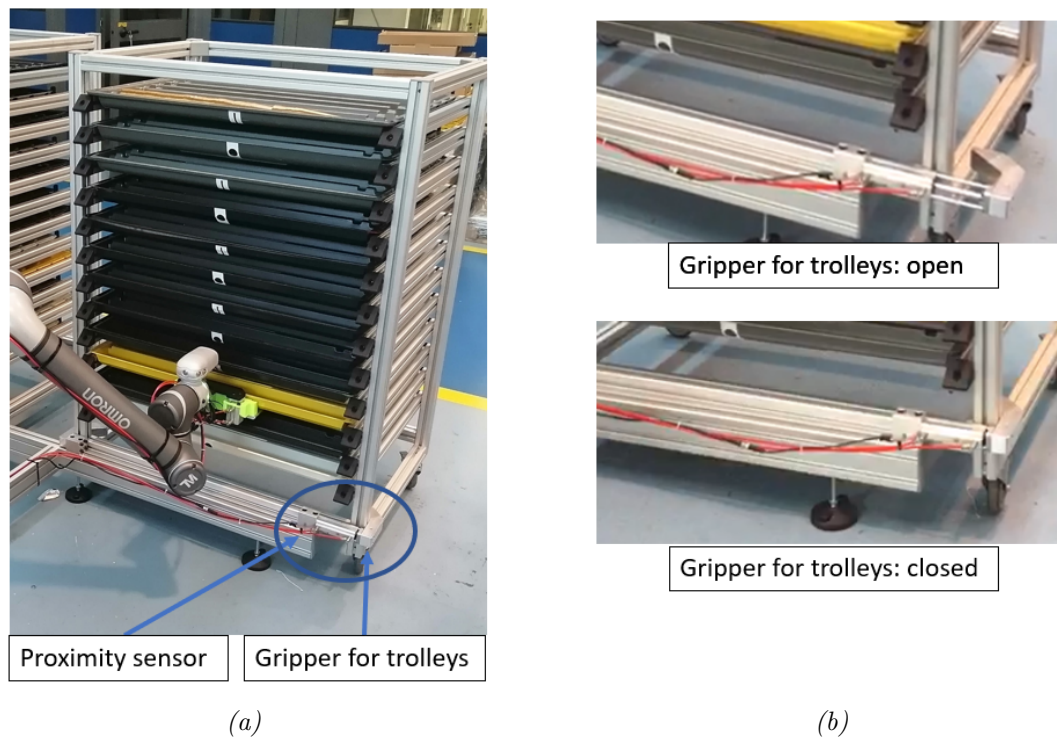 OMRON
TM
Proximity sensor
Gripper for trolleys
(a)
Gripper for trolleys: open
Gripper for trolleys: closed
(b)